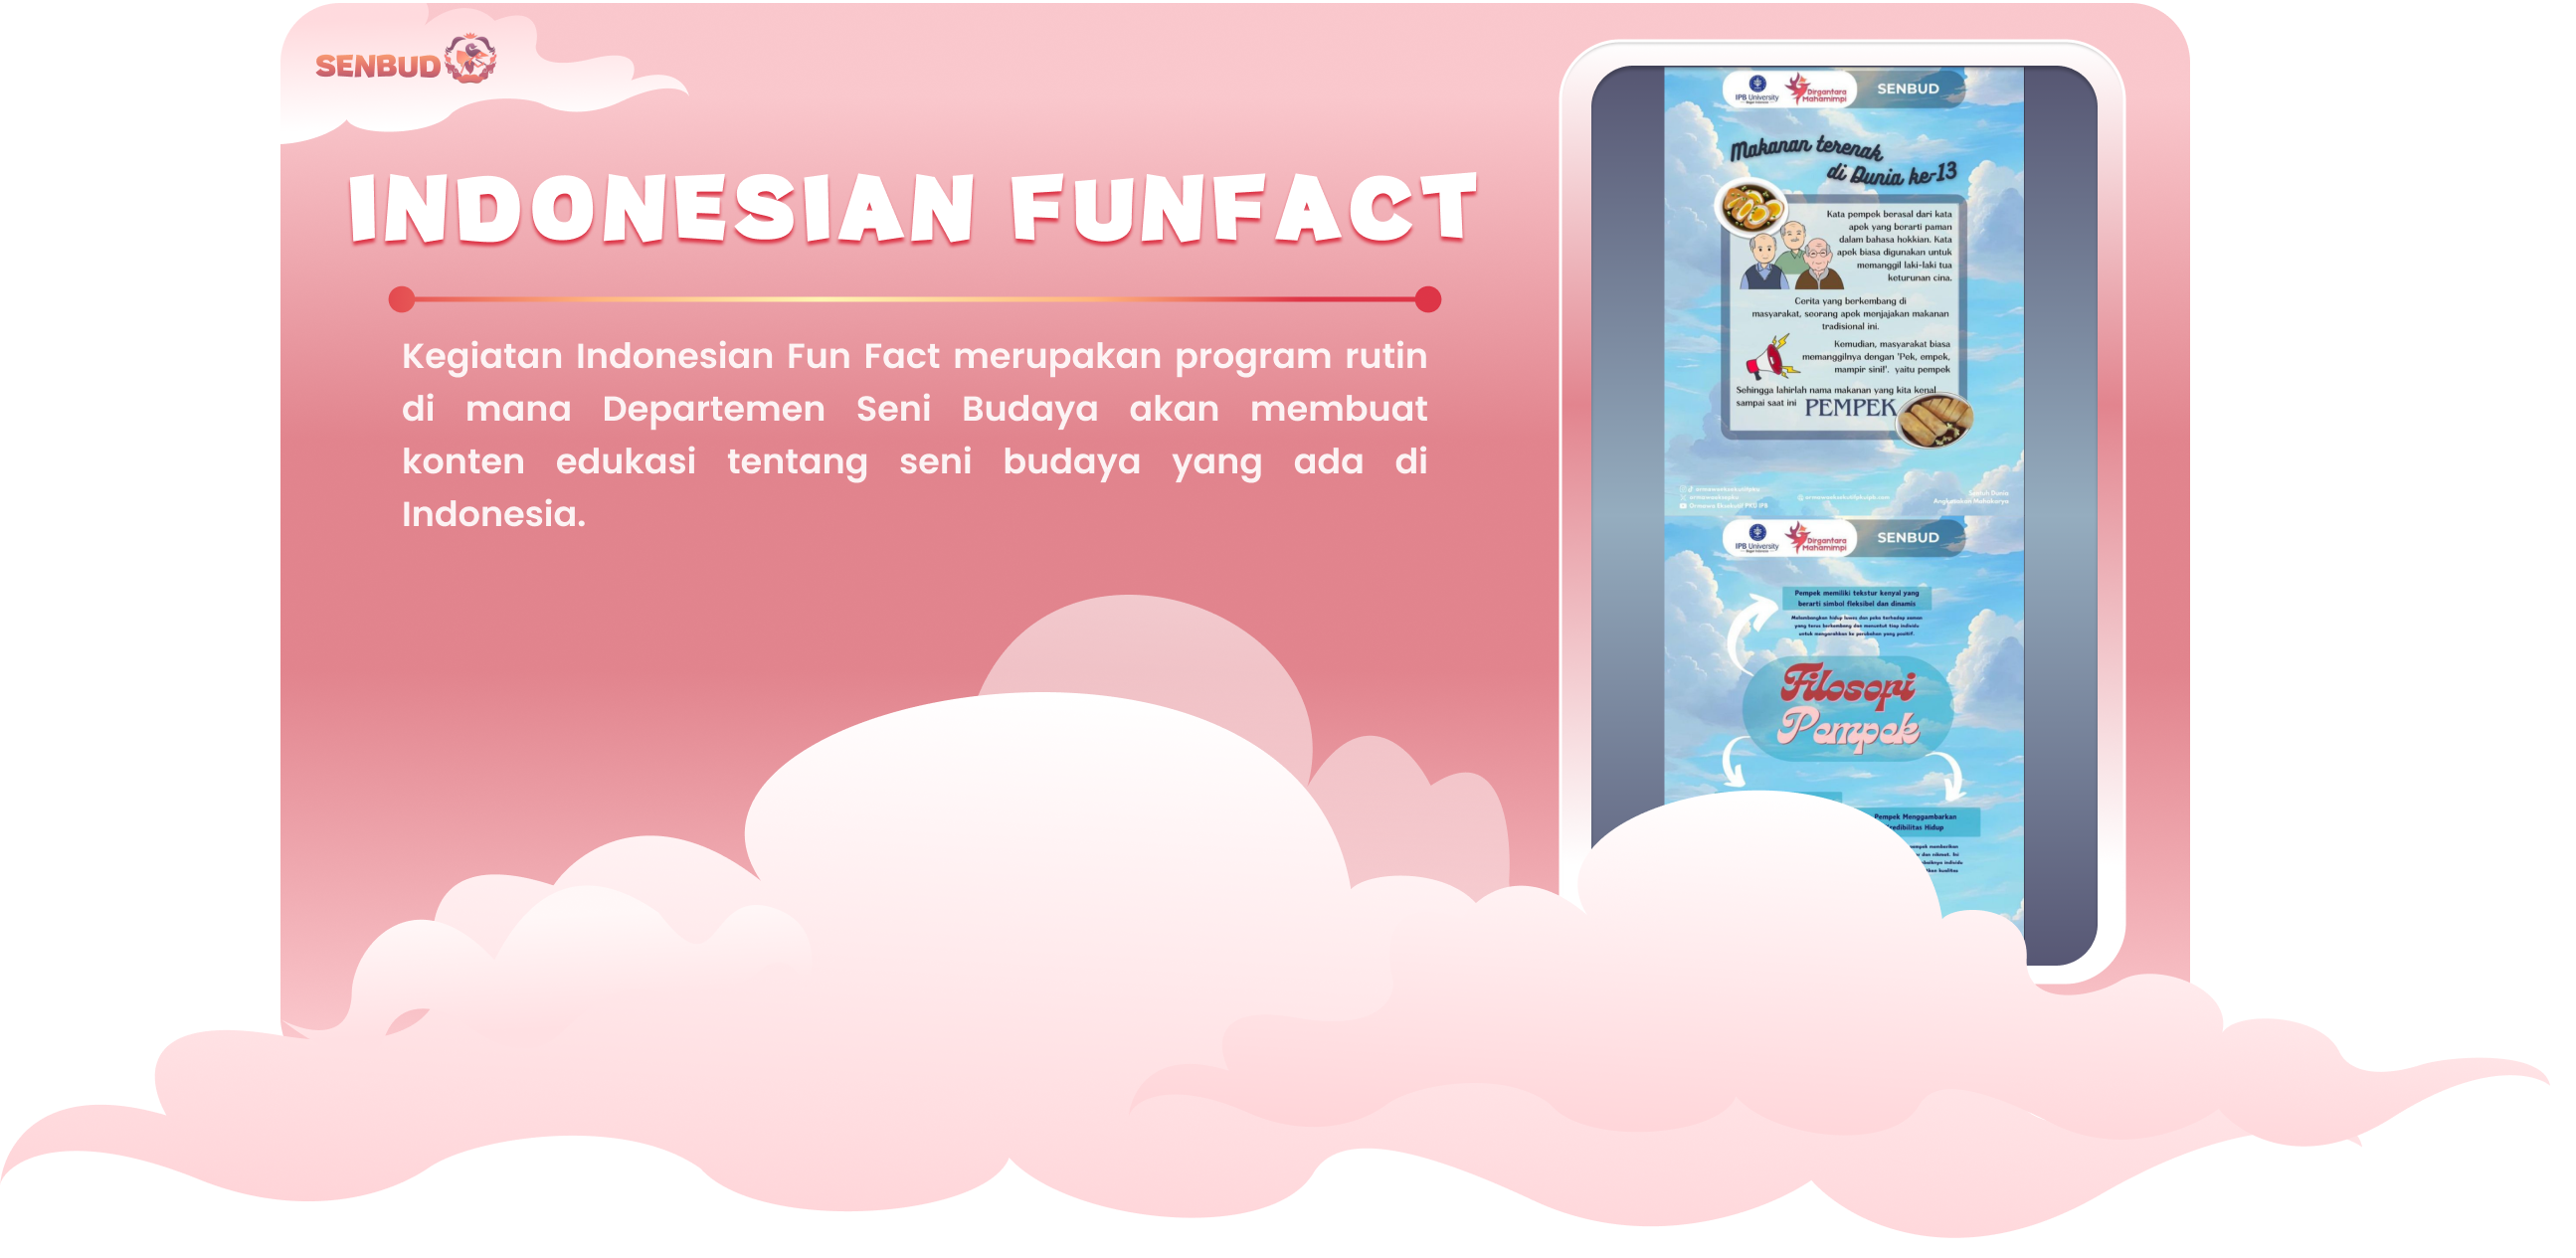 SENBUD
INDONESIAN FUNFACT
Kegiatan Indonesian Fun Fact merupakan program rutin
di mana Departemen Seni Budaya akan membuat
konten edukasi tentang seni budaya yang ada di
Indonesia.
IPB University
Dirgantara
Mahamimpi
SENBUD
Makanan terenak
di Dunia ke-13
Kata pempek berasal dari kata
apek yang berarti paman
dalam bahasa hokkian. Kata
apek biasa digunakan untuk
memanggil laki-laki tua
keturunan cina.
Cerita yang berkembang di
masyarakat, seorang apek menjajakan makanan
tradisional ini.
Kemudian, masyarakat biasa
memanggilnya dengan 'Pek, empek,
mampir sini!'. yaitu pempek
Sehingga lahirlah nama makanan yang kita kenal
sampai saat ini PEMPEK
Ormawa Eksekutif PKU IPB
IPB University
Dirgantara
Mahamimpi
SENBUD
Pempek memiliki tekstur kenyal yang
berarti simbol fleksibel dan dinamis
Filosopi
Pempek
Pempek Menggambarkan
Hidup